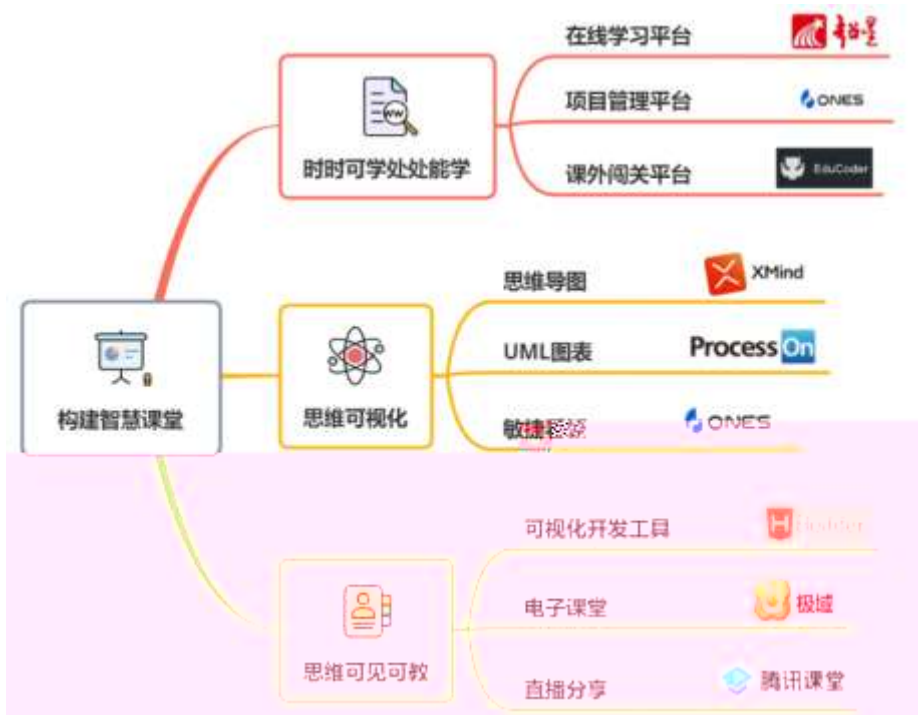 在线学习平台
项目管理平台
ONES
时时可学处处能学
课外闯关平台
EduCoder
思维导图
XMind
UML图表
ProcessOn
构建智慧课堂
思维可视化
敏捷
ONES
可视化开发工具
电子课堂
极域
思维可见可教
直播分享
腾讯课堂